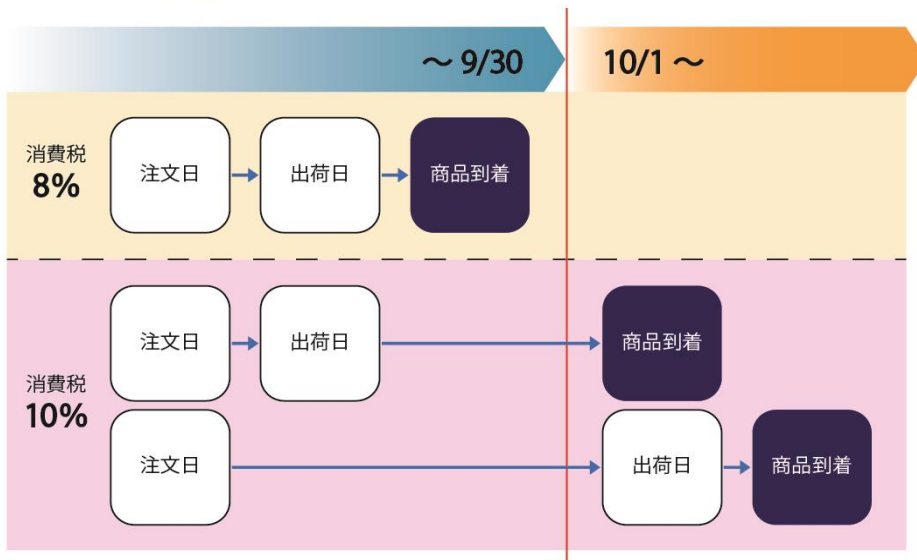 ～ 9/30
10/1 ～
消費税
8%
注文日
出荷日
商品到着
消費税
10%
注文日
出荷日
商品到着
注文日
出荷日
商品到着